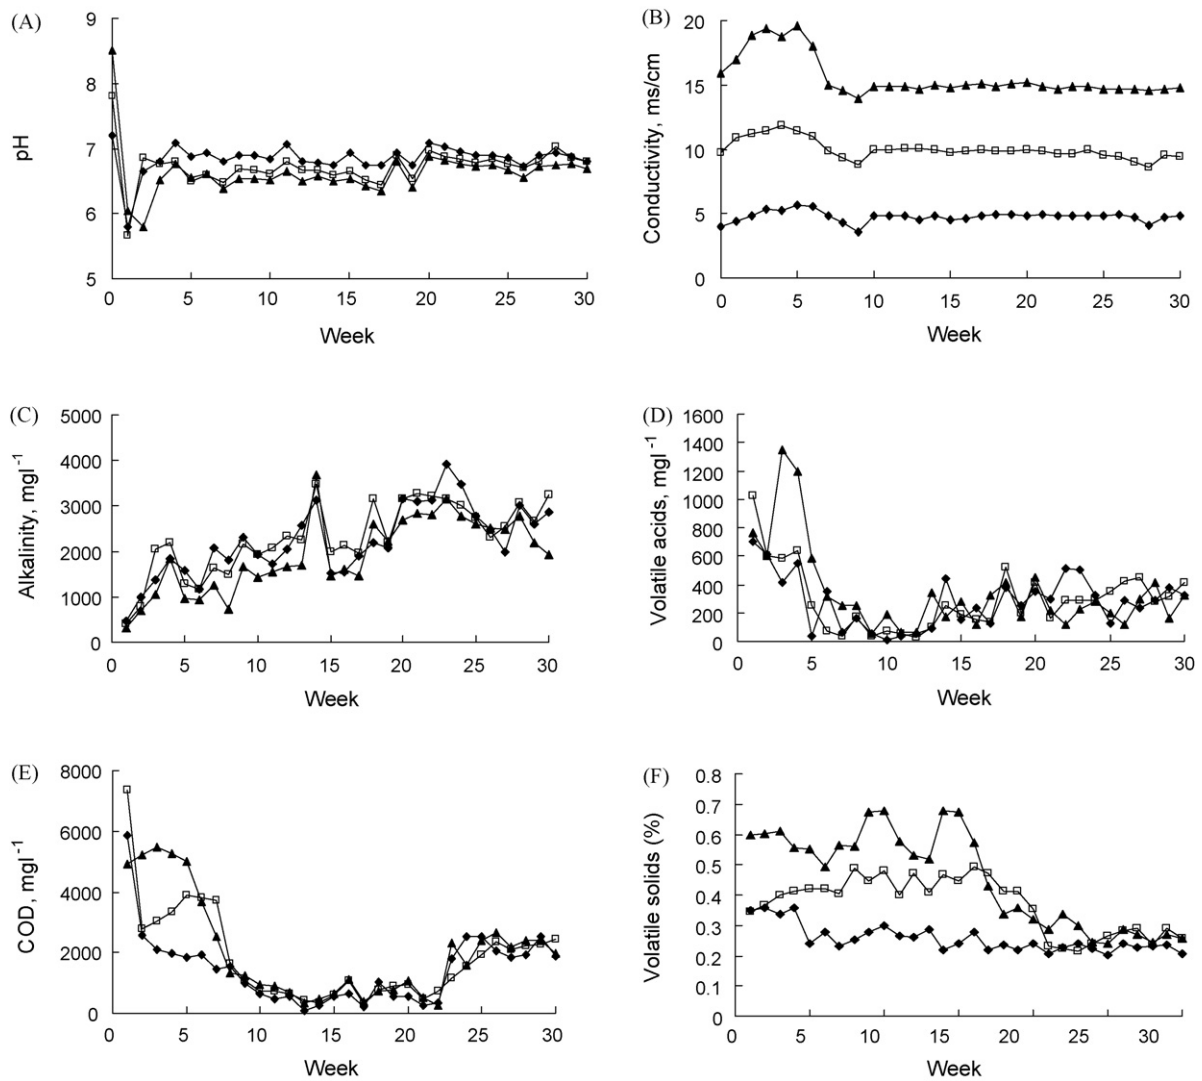 (A)
9
8
7
6
5
pH
0 5 10 15 20 25 30
Week
(B)
20
15
10
5
0
Conductivity, ms/cm
0 5 10 15 20 25 30
Week
(C)
5000
4000
3000
2000
1000
0
Alkalinity, mgl-1
0 5 10 15 20 25 30
Week
(D)
1600
1400
1200
1000
800
600
400
200
0
Volatile acids, mgl-1
0 5 10 15 20 25 30
Week
(E)
8000
6000
4000
2000
0
COD, mgl-1
0 5 10 15 20 25 30
Week
(F)
0.8
0.7
0.6
0.5
0.4
0.3
0.2
0.1
0
Volatile solids (%)
0 5 10 15 20 25 30
Week